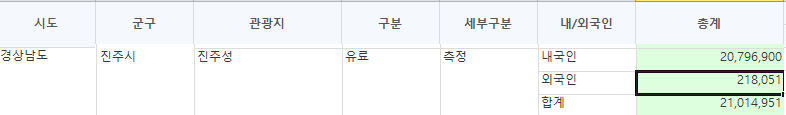 시도 군구 관광지 구분 세부구분 내/외국인 총계
경상남도 진주시 진주성 유료 측정 내국인 20,796,900
외국인 218,051
합계 21,014,951